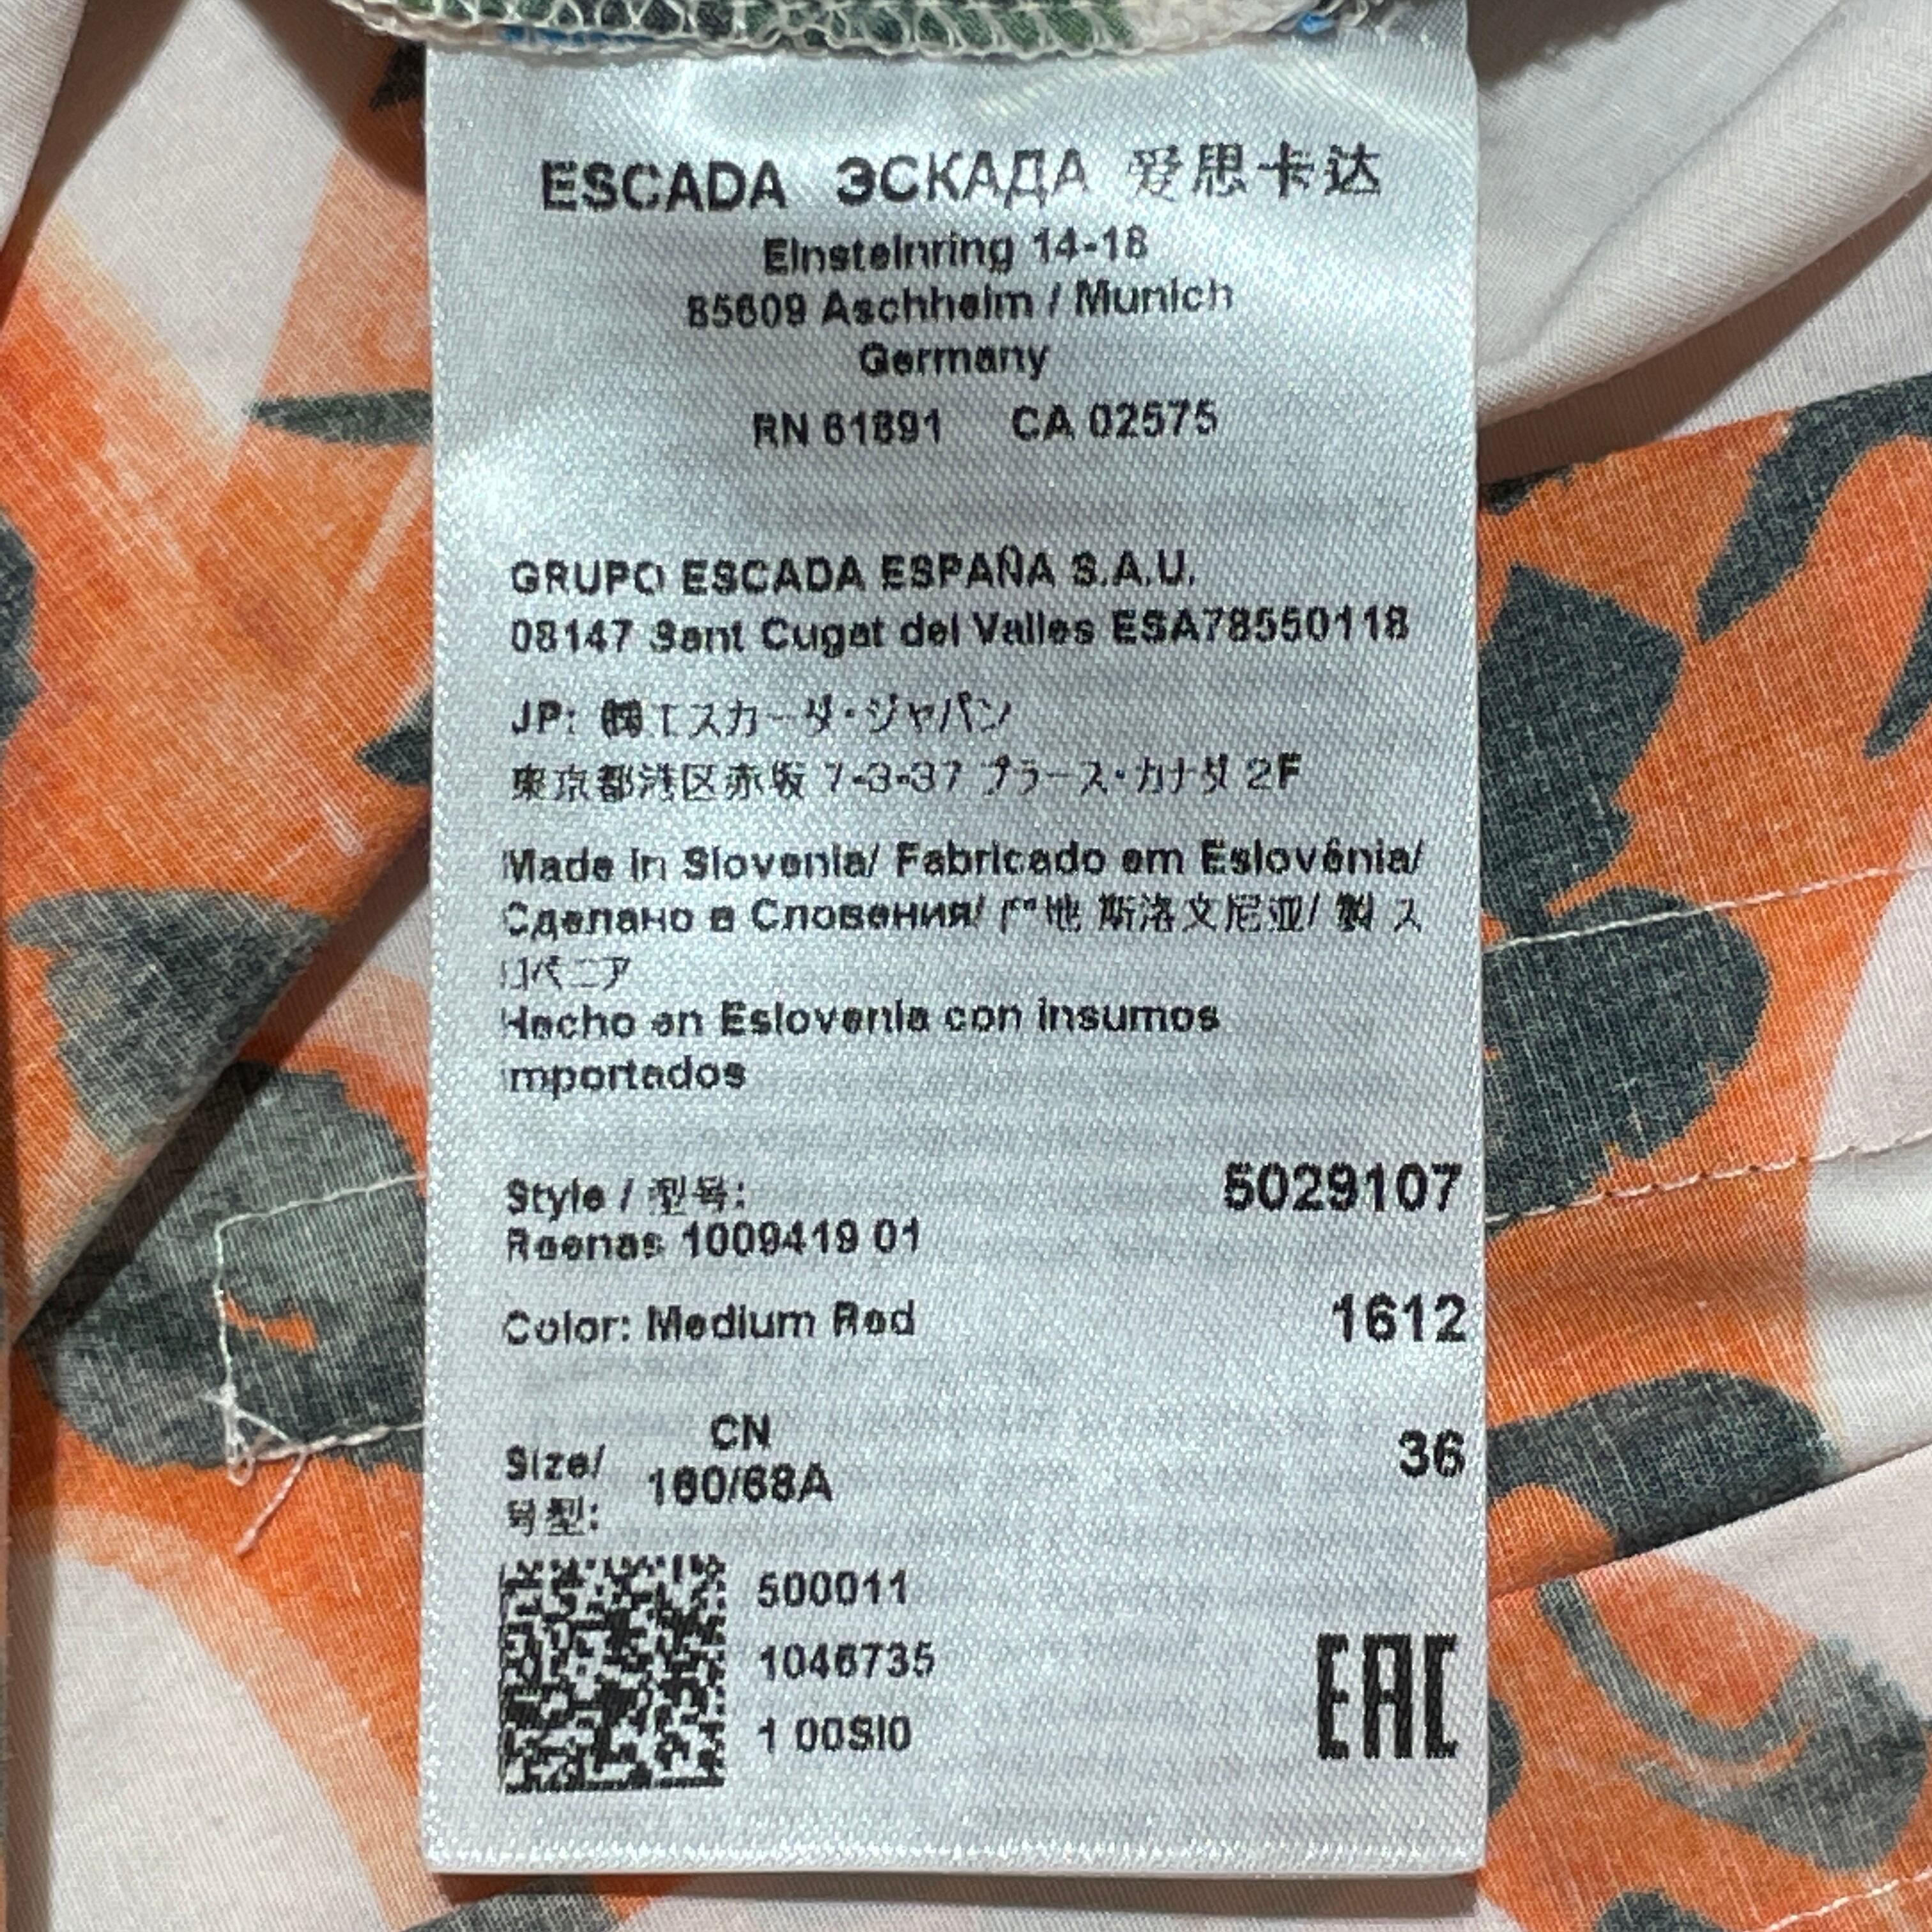 ESCADA ЭСКАДА 爱思卡达
Einsteinring 14-18
85609 Aschheim / Munich
Germany
RN 61891 CA 02575
GRUPO ESCADA ESPAÑA S.A.U.
08147 Sant Cugat del Valles ESA78550118
JP: ㈱エスカーダ・ジャパン
東京都港区赤坂 7-3-37 プラース・カナダ 2F
Made in Slovenia/ Fabricado em Eslovênia/
Сделано в Словения/ 产地 斯洛文尼亚/ 製 ス
ロベニア
Hecho en Eslovenia con insumos
importados
Style / 型号: 5029107
Roenas 1009419 01
Color: Medium Red 1612
CN
Size/ 160/68A 36
号型:
500011
1046735
1 00SI0
EAC